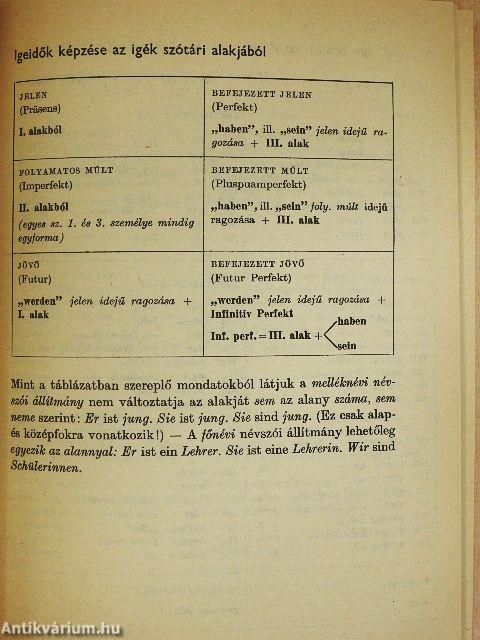 Igeidők képzése az igék szótári alakjából
JELEN
(Präsens)
I. alakból
BEFEJEZETT JELEN
(Perfekt)
„haben”, ill. „sein” jelen idejű ra-
gozása + III. alak
FOLYAMATOS MÚLT
(Imperfekt)
II. alakból
(egyes sz. 1. és 3. személye mindig
egyforma)
BEFEJEZETT MÚLT
(Pluspuamperfekt)
„haben”, ill. „sein” foly. múlt idejű
ragozása + III. alak
JÖVŐ
(Futur)
„werden” jelen idejű ragozása +
I. alak
BEFEJEZETT JÖVŐ
(Futur Perfekt)
„werden” jelen idejű ragozása +
Infinitiv Perfekt
haben
Inf. perf. = III. alak +
sein
Mint a táblázatban szereplő mondatokból látjuk a melléknévi név-
szói állítmány nem változtatja az alakját sem az alany száma, sem
neme szerint: Er ist jung. Sie ist jung. Sie sind jung. (Ez csak alap-
és középfokra vonatkozik!) — A főnévi névszói állítmány lehetőleg
egyezik az alannyal: Er ist ein Lehrer. Sie ist eine Lehrerin. Wir sind
Schülerinnen.
Antikvárium.hu